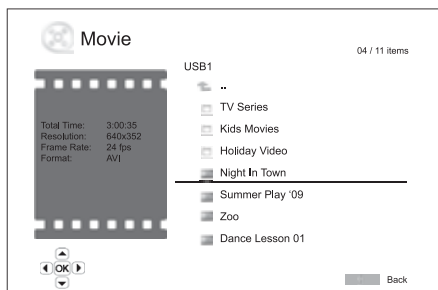 Movie
04 / 11 items
USB1
..
TV Series
Kids Movies
Holiday Video
Night In Town
Summer Play ‘09
Zoo
Dance Lesson 01
Total Time: 3:00:35
Resolution: 640x352
Frame Rate: 24 fps
Format: AVI
OK
Back